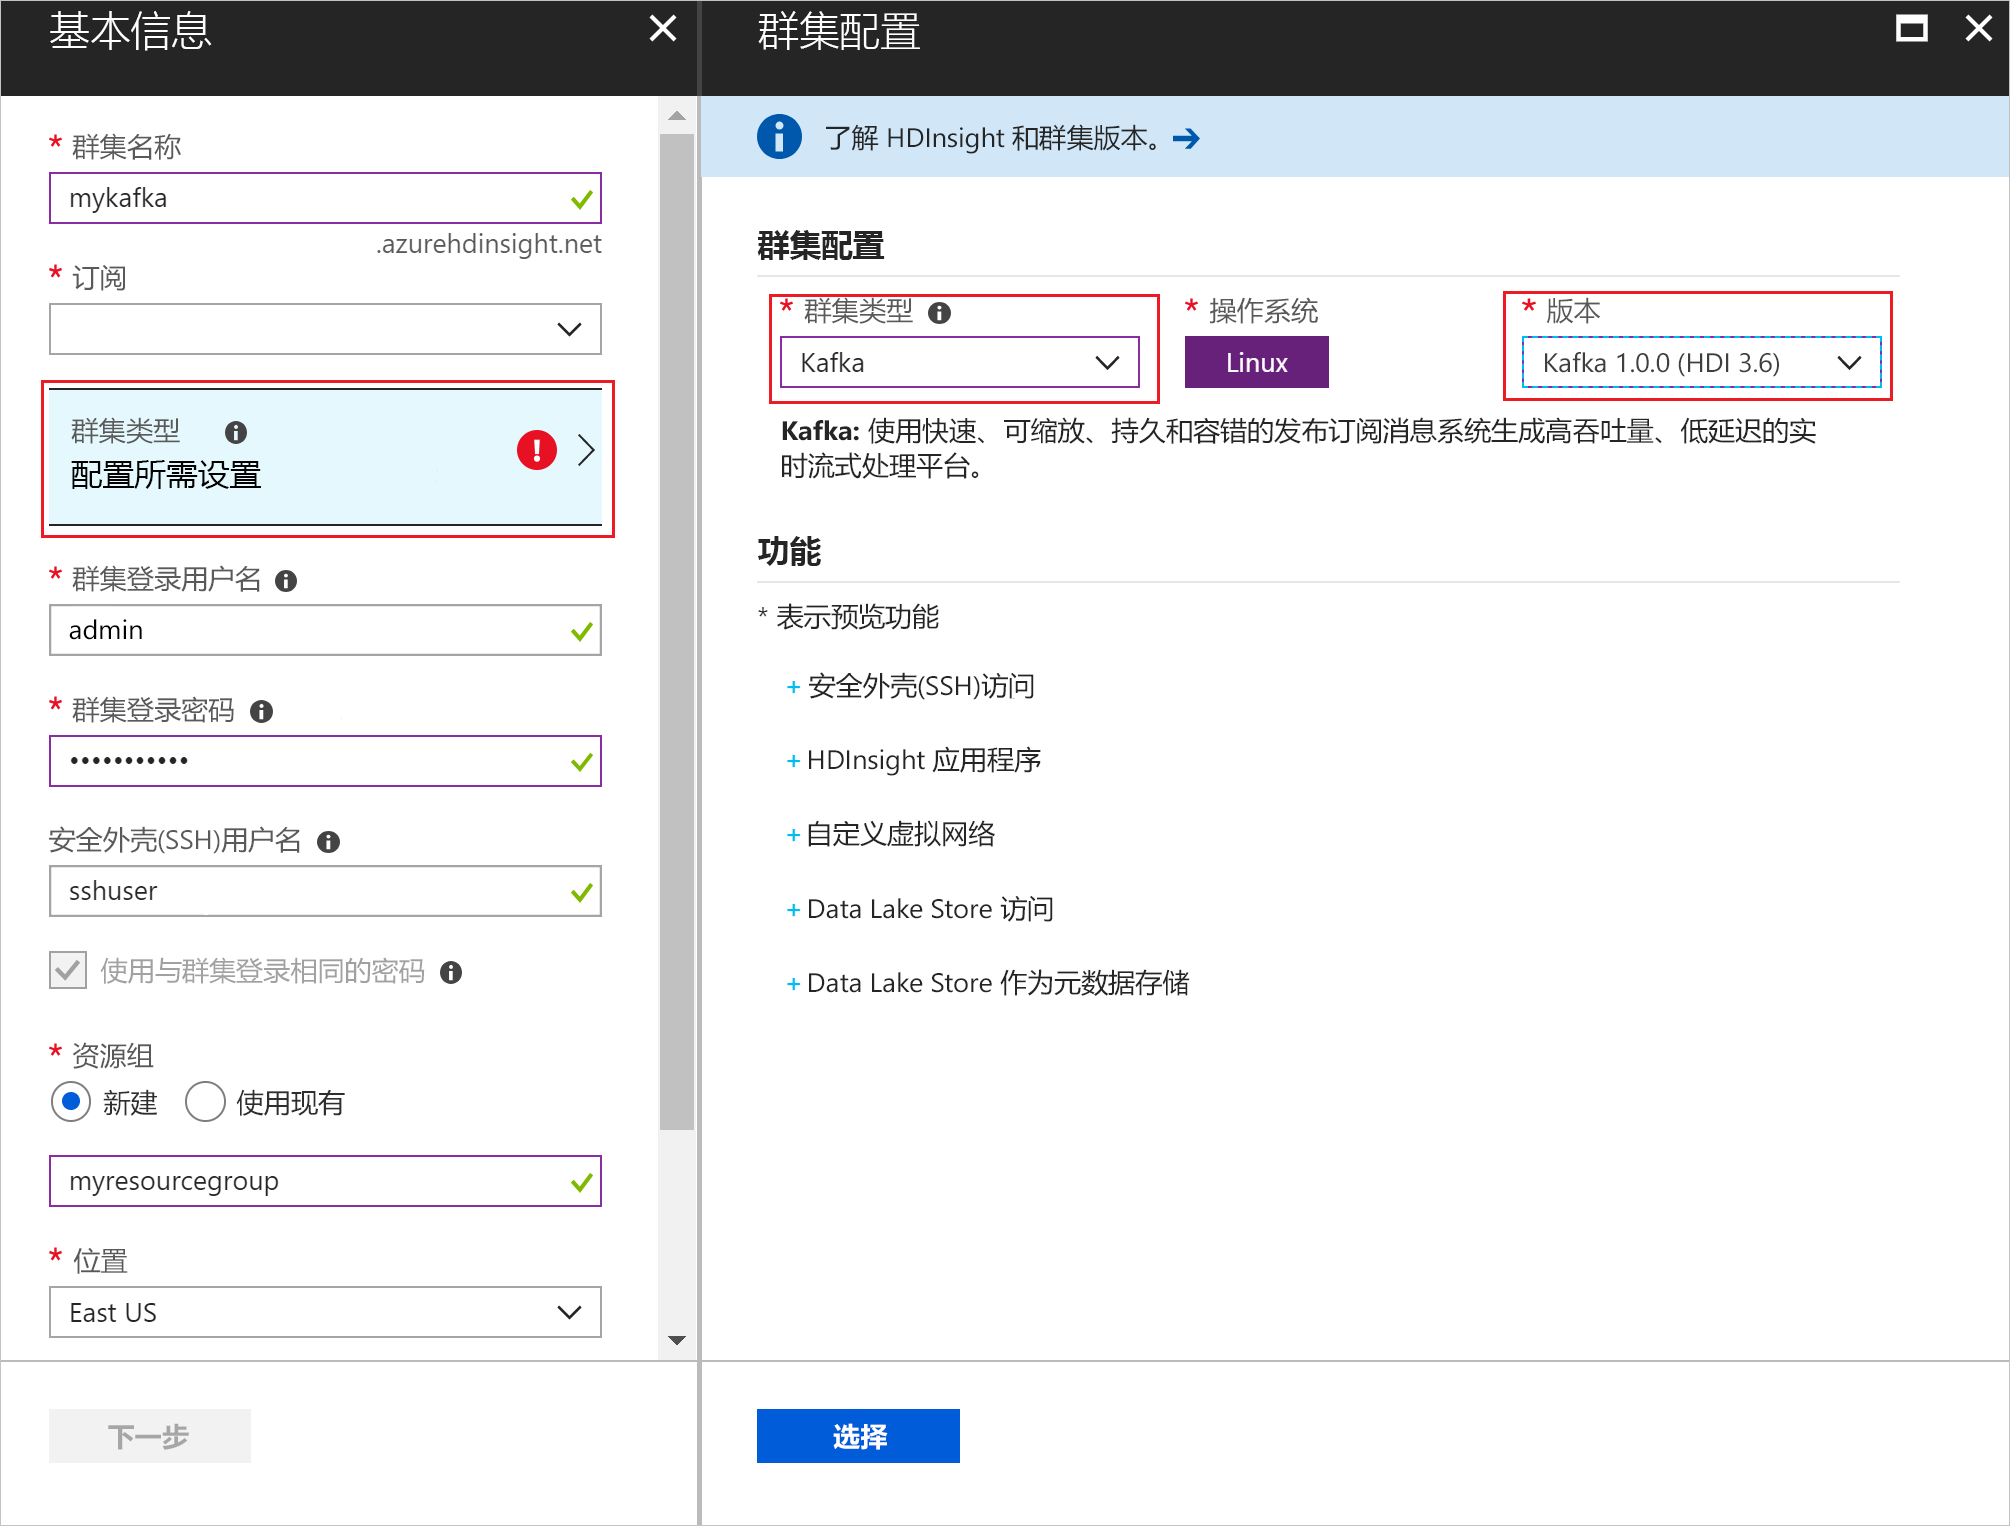 基本信息
* 群集名称
mykafka
.azurehdinsight.net
* 订阅
群集类型
配置所需设置
* 群集登录用户名
admin
* 群集登录密码
•••••••••••
安全外壳(SSH)用户名
sshuser
使用与群集登录相同的密码
* 资源组
新建 使用现有
myresourcegroup
* 位置
East US
下一步
群集配置
了解 HDInsight 和群集版本。→
群集配置
* 群集类型 * 操作系统 * 版本
Kafka Linux Kafka 1.0.0 (HDI 3.6)
Kafka: 使用快速、可缩放、持久和容错的发布订阅消息系统生成高吞吐量、低延迟的实
时流式处理平台。
功能
* 表示预览功能
+ 安全外壳(SSH)访问
+ HDInsight 应用程序
+ 自定义虚拟网络
+ Data Lake Store 访问
+ Data Lake Store 作为元数据存储
选择